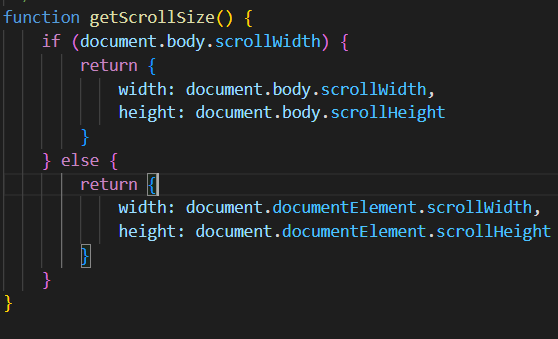 function getScrollSize() {
    if (document.body.scrollWidth) {
        return {
            width: document.body.scrollWidth,
            height: document.body.scrollHeight
        }
    } else {
        return {
            width: document.documentElement.scrollWidth,
            height: document.documentElement.scrollHeight
        }
    }
}